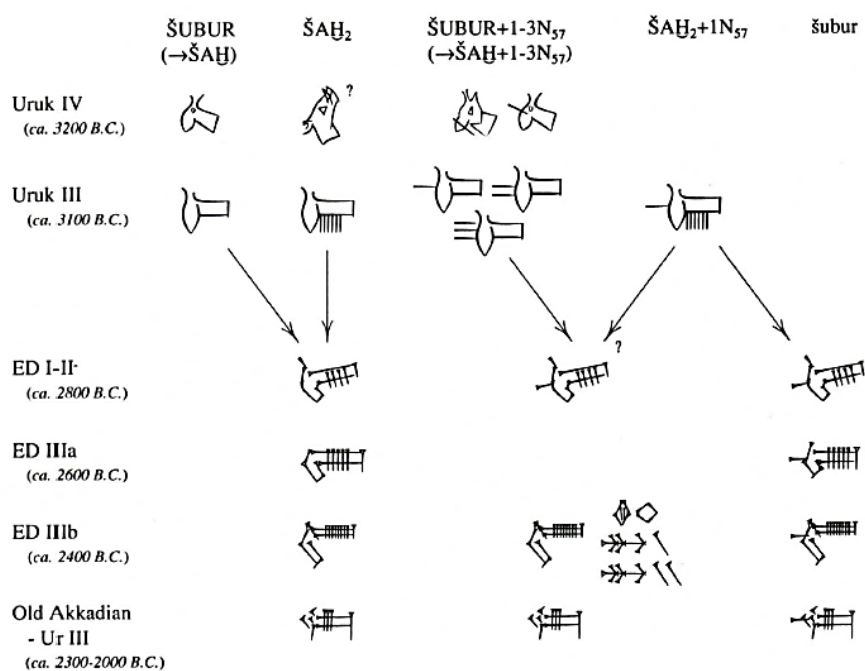 ŠUBUR ŠAḪ₂ ŠUBUR+1-3N₅₇ ŠAḪ₂+1N₅₇ šubur
(→ŠAḪ) (→ŠAḪ+1-3N₅₇)
Uruk IV ?
(ca. 3200 B.C.)
Uruk III
(ca. 3100 B.C.)
ED I-II ?
(ca. 2800 B.C.)
ED IIIa
(ca. 2600 B.C.)
ED IIIb
(ca. 2400 B.C.)
Old Akkadian
- Ur III
(ca. 2300-2000 B.C.)